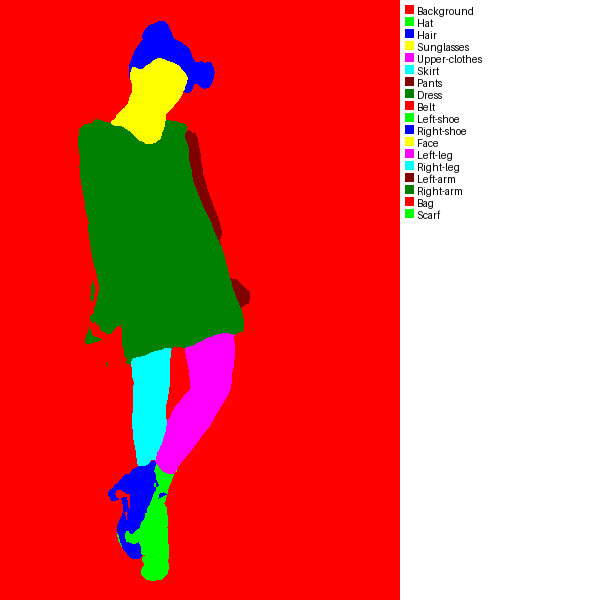 Background
Hat
Hair
Sunglasses
Upper-clothes
Skirt
Pants
Dress
Belt
Left-shoe
Right-shoe
Face
Left-leg
Right-leg
Left-arm
Right-arm
Bag
Scarf